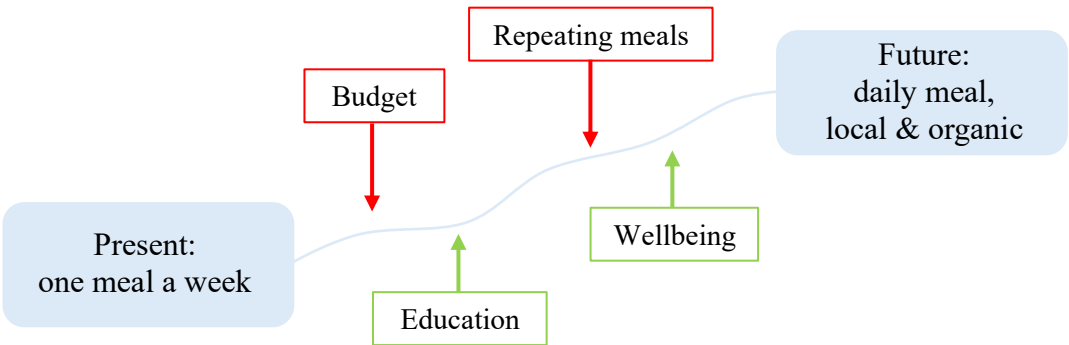 Repeating meals
Future:
daily meal,
local & organic
Budget
Wellbeing
Present:
one meal a week
Education